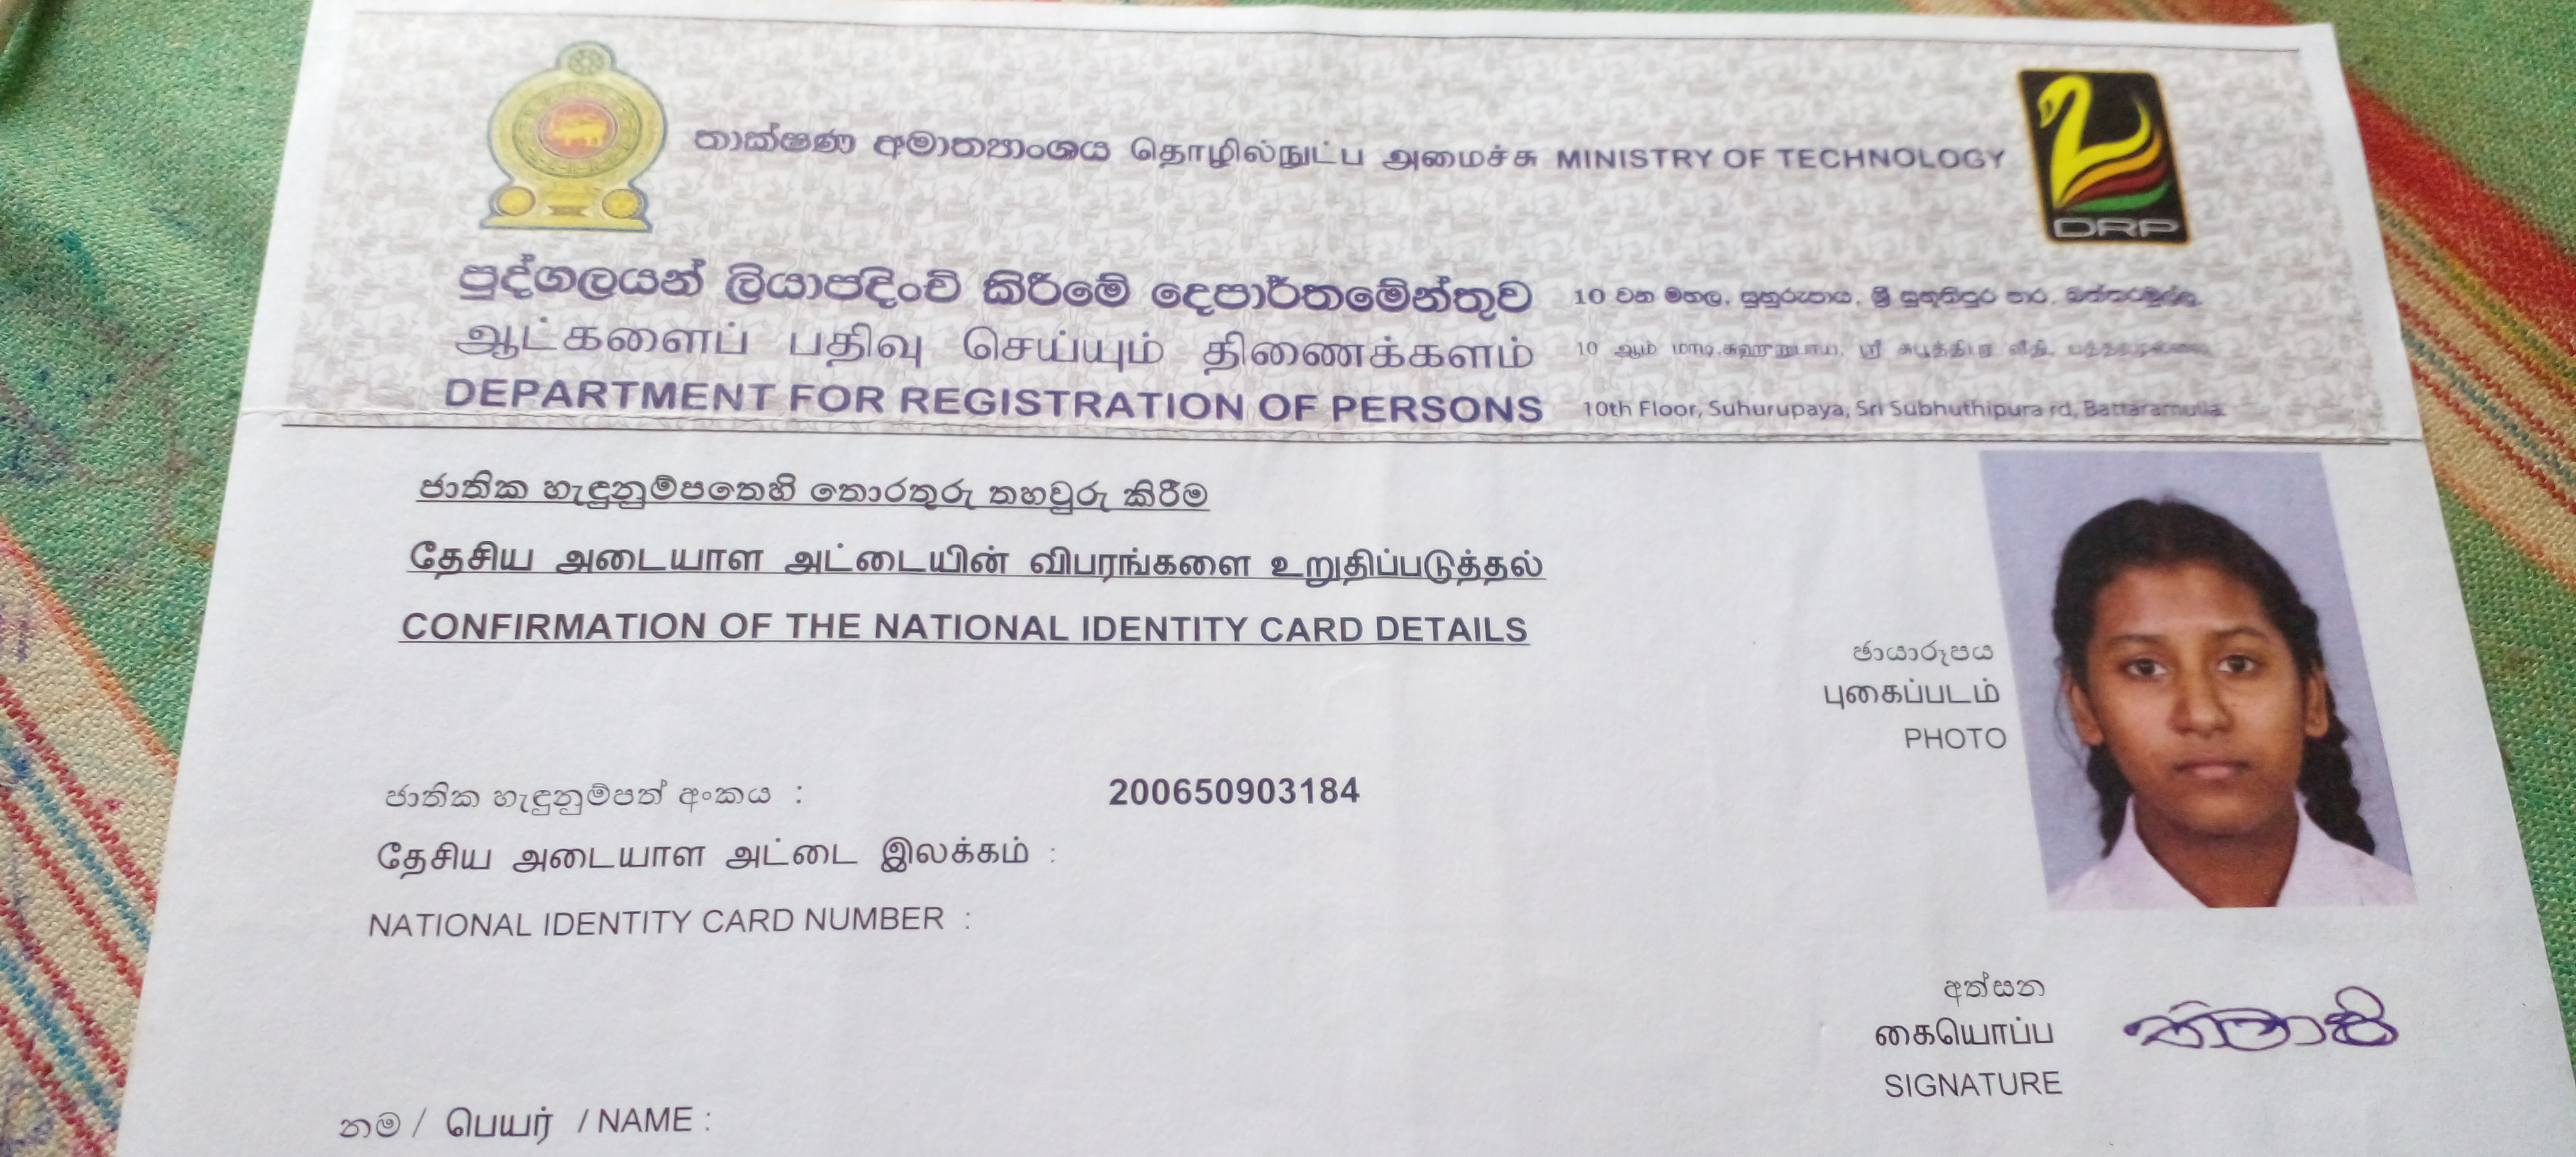 තාක්ෂණ අමාත්‍යාංශය தொழில்நுட்ப அமைச்சு MINISTRY OF TECHNOLOGY
DRP
පුද්ගලයන් ලියාපදිංචි කිරීමේ දෙපාර්තමේන්තුව
10 වන මහල, සුහුරුපාය, ශ්‍රී සුභූතිපුර පාර, බත්තරමුල්ල
ஆட்களைப் பதிவு செய்யும் திணைக்களம்
10 ஆம் மாடி, சுஹுறுபாய, ஸ்ரீ சுபூத்திபுர வீதி,
DEPARTMENT FOR REGISTRATION OF PERSONS
10th Floor, Suhurupaya, Sri Subhuthipura rd, Battaramulla
ජාතික හැඳුනුම්පතෙහි තොරතුරු තහවුරු කිරීම
தேசிய அடையாள அட்டையின் விபரங்களை உறுதிப்படுத்தல்
CONFIRMATION OF THE NATIONAL IDENTITY CARD DETAILS
ඡායාරූපය
புகைப்படம்
PHOTO
ජාතික හැඳුනුම්පත් අංකය : 200650903184
தேசிய அடையாள அட்டை இலக்கம் :
NATIONAL IDENTITY CARD NUMBER :
අත්සන
கையொப்ப
SIGNATURE
නම / பெயர் / NAME :